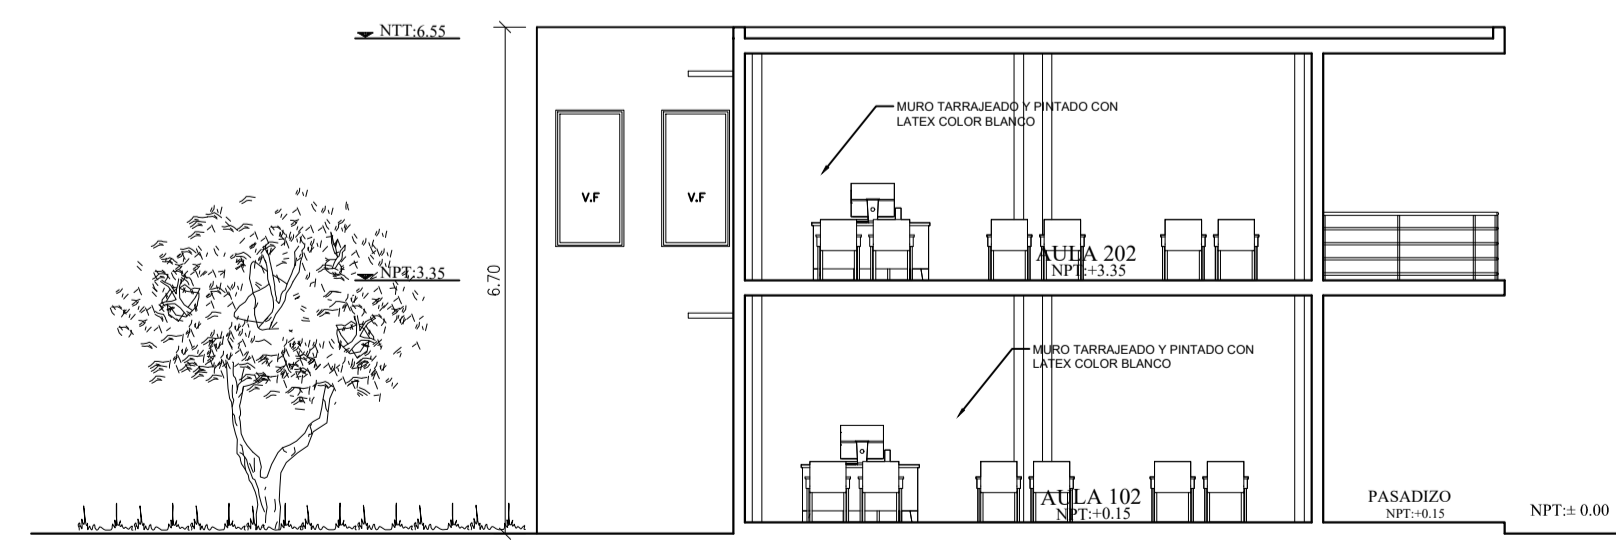 NTT:6.55
MURO TARRAJEADO Y PINTADO CON
LATEX COLOR BLANCO
V.F
V.F
AULA 202
NPT:+3.35
NPT:3.35
6.70
MURO TARRAJEADO Y PINTADO CON
LATEX COLOR BLANCO
AULA 102
NPT:+0.15
PASADIZO
NPT:+0.15
NPT:± 0.00